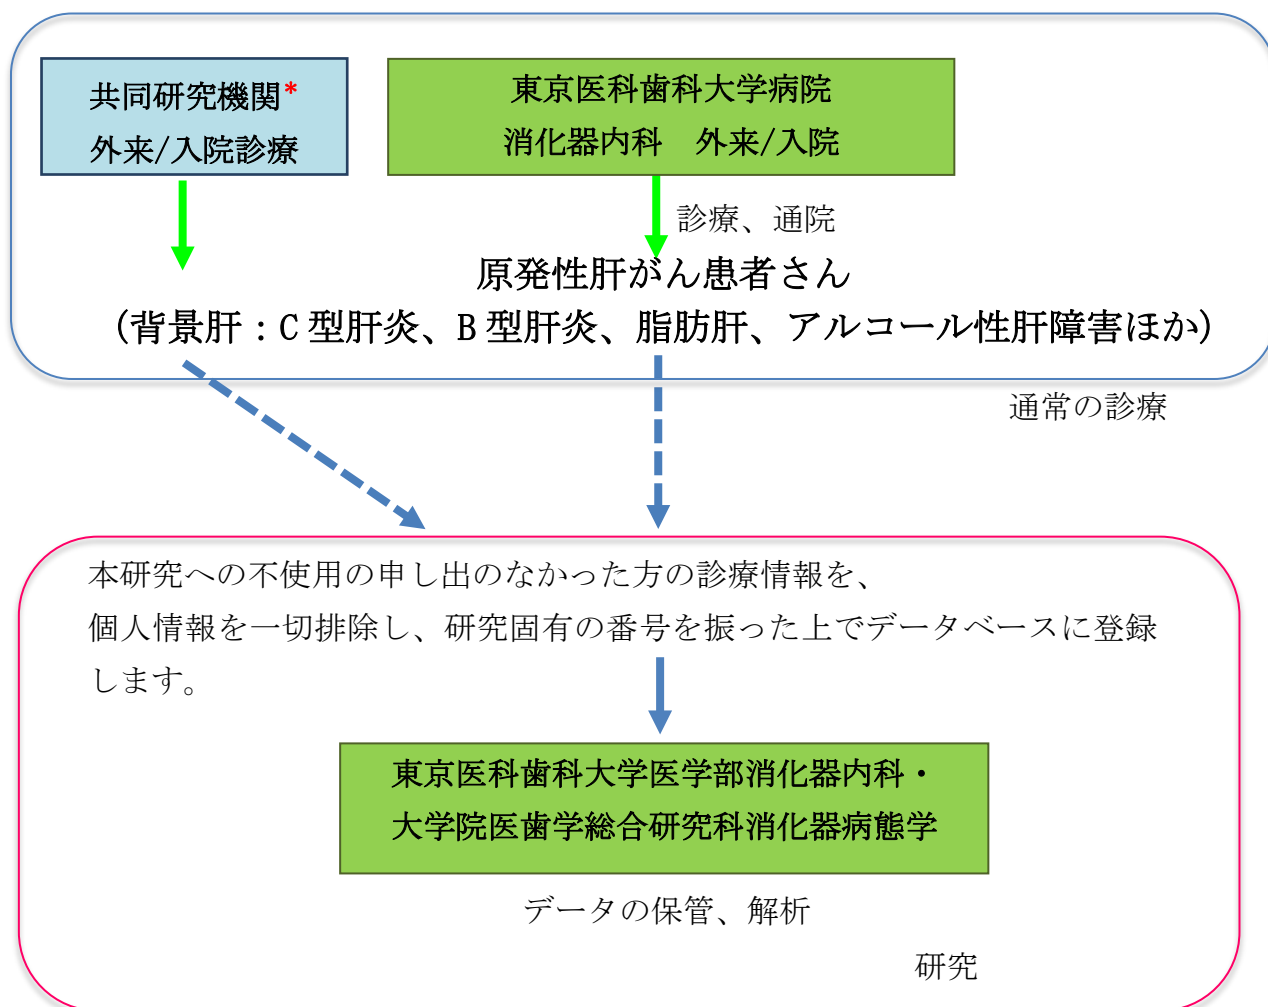 共同研究機関*
外来/入院診療
東京医科歯科大学病院
消化器内科　外来/入院
診療、通院
原発性肝がん患者さん
(背景肝：C 型肝炎、B 型肝炎、脂肪肝、アルコール性肝障害ほか)
通常の診療
本研究への不使用の申し出のなかった方の診療情報を、
個人情報を一切排除し、研究固有の番号を振った上でデータベースに登録
します。
東京医科歯科大学医学部消化器内科・
大学院医歯学総合研究科消化器病態学
データの保管、解析
研究